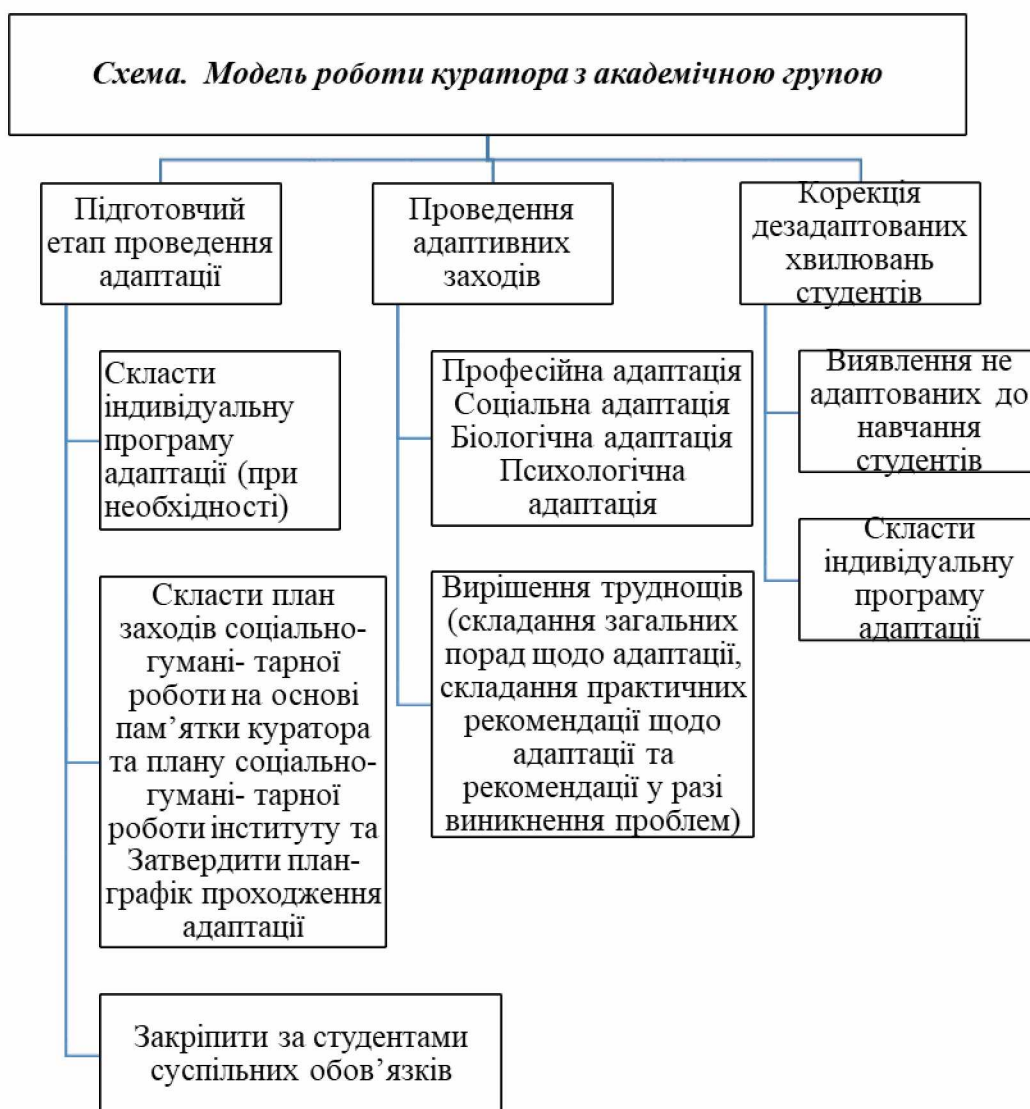 Схема. Модель роботи куратора з академічною групою
Підготовчий
етап проведення
адаптації
Скласти
індивідуальну
програму
адаптації (при
необхідності)
Скласти план
заходів соціально-
гумані- тарної
роботи на основі
пам’ятки куратора
та плану соціально-
гумані- тарної
роботи інституту та
Затвердити план-
графік проходження
адаптації
Закріпити за студентами
суспільних обов’язків
Проведення
адаптивних
заходів
Професійна адаптація
Соціальна адаптація
Біологічна адаптація
Психологічна
адаптація
Вирішення труднощів
(складання загальних
порад щодо адаптації,
складання практичних
рекомендації щодо
адаптації та
рекомендації у разі
виникнення проблем)
Корекція
дезадаптованих
хвилювань
студентів
Виявлення не
адаптованих до
навчання
студентів
Скласти
індивідуальну
програму
адаптації